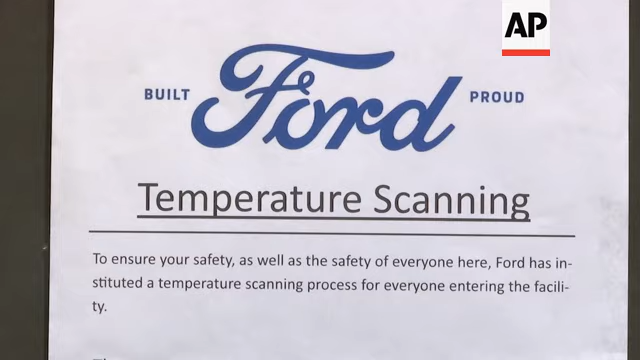 AP
BUILT Ford PROUD
Temperature Scanning
To ensure your safety, as well as the safety of everyone here, Ford has in-
stituted a temperature scanning process for everyone entering the facili-
ty.